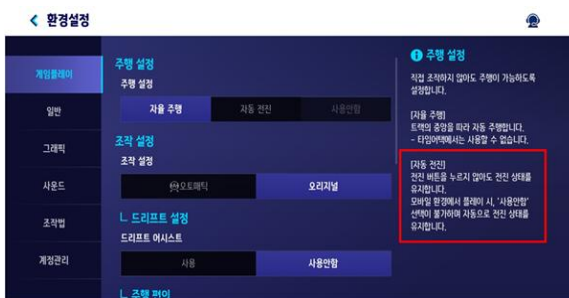 환경설정
게임플레이
일반
그래픽
사운드
조작법
계정관리
주행 설정
주행 설정
자율 주행
자동 전진
사용안함
조작 설정
조작 설정
오토매틱
오리지널
드리프트 설정
드리프트 어시스트
사용
사용안함
주행 편의
주행 설정
직접 조작하지 않아도 주행이 가능하도록
설정합니다.
[자율 주행]
트랙의 중앙을 따라 자동 주행합니다.
- 타임어택에서는 사용할 수 없습니다.
[자동 전진]
전진 버튼을 누르지 않아도 전진 상태를
유지합니다.
모바일 환경에서 플레이 시, '사용안함'
선택이 불가하며 자동으로 전진 상태를
유지합니다.